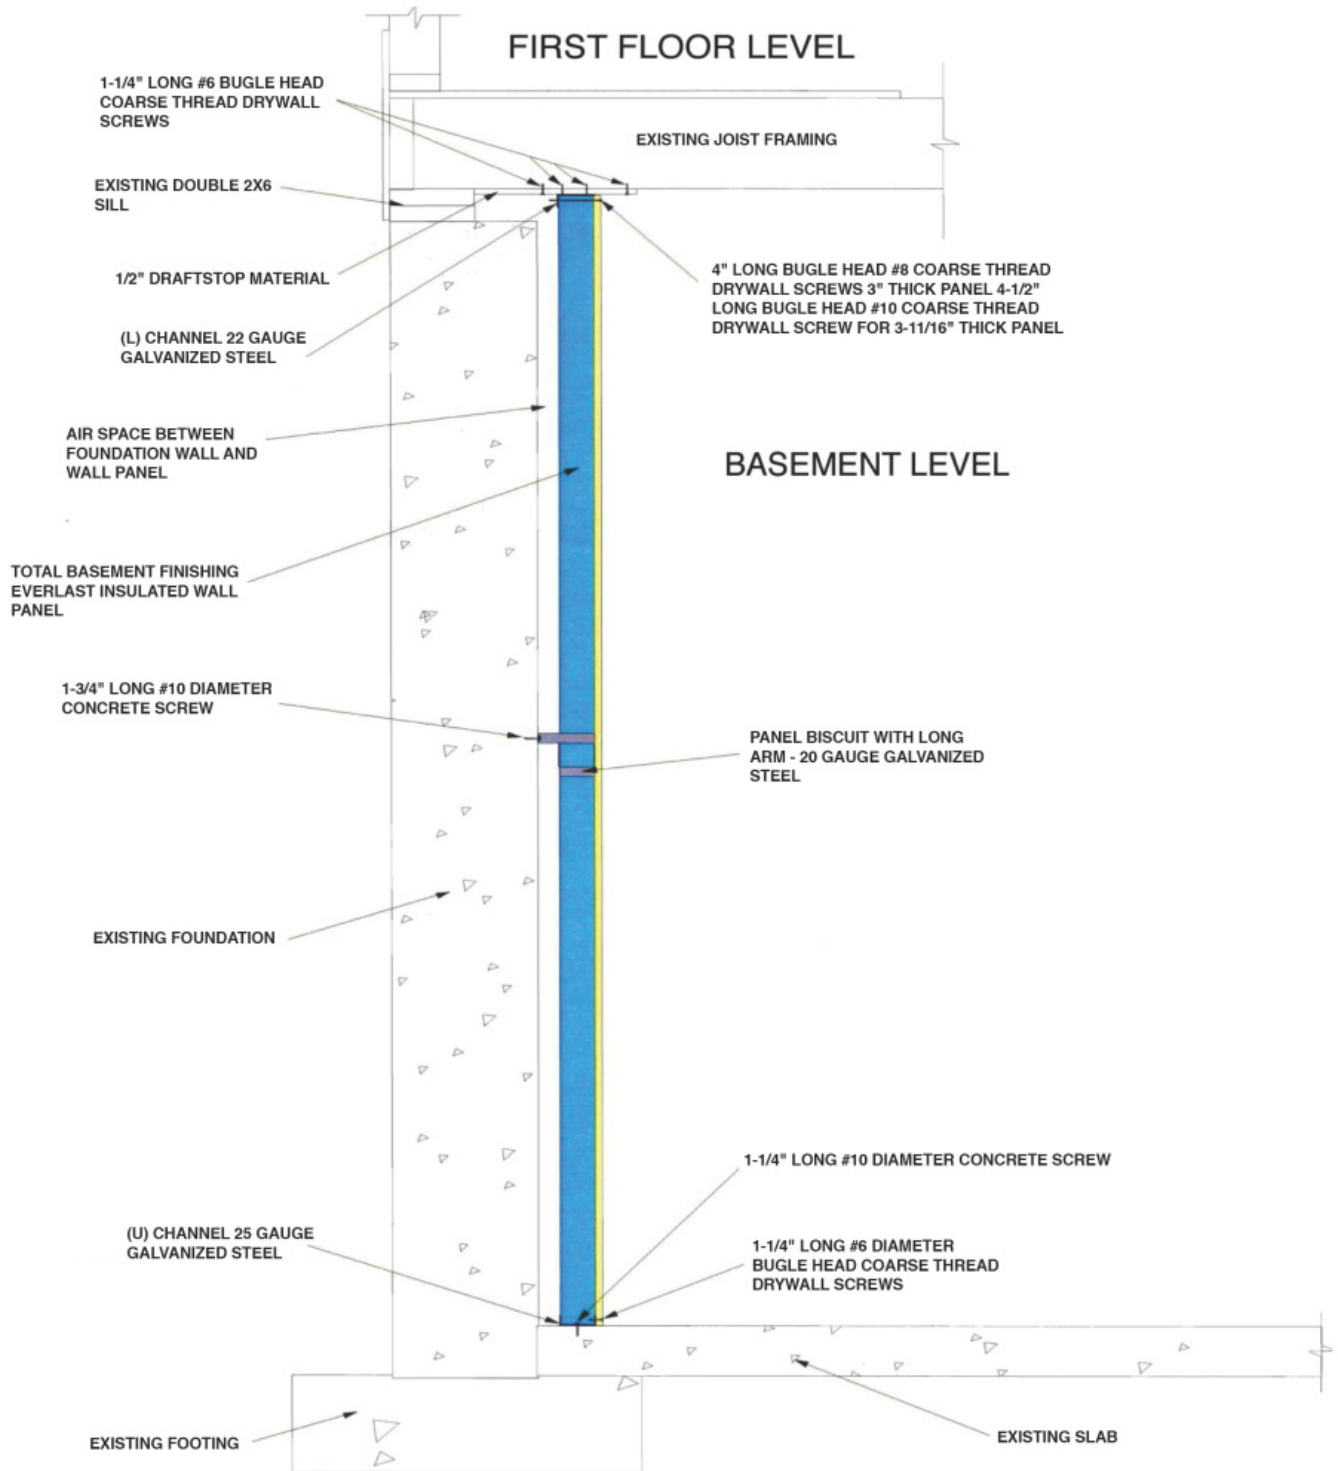 FIRST FLOOR LEVEL
1-1/4" LONG #6 BUGLE HEAD
COARSE THREAD DRYWALL
SCREWS
EXISTING JOIST FRAMING
EXISTING DOUBLE 2X6
SILL
1/2" DRAFTSTOP MATERIAL
4" LONG BUGLE HEAD #8 COARSE THREAD
DRYWALL SCREWS 3" THICK PANEL 4-1/2"
LONG BUGLE HEAD #10 COARSE THREAD
DRYWALL SCREW FOR 3-11/16" THICK PANEL
(L) CHANNEL 22 GAUGE
GALVANIZED STEEL
AIR SPACE BETWEEN
FOUNDATION WALL AND
WALL PANEL
BASEMENT LEVEL
TOTAL BASEMENT FINISHING
EVERLAST INSULATED WALL
PANEL
1-3/4" LONG #10 DIAMETER
CONCRETE SCREW
PANEL BISCUIT WITH LONG
ARM - 20 GAUGE GALVANIZED
STEEL
EXISTING FOUNDATION
1-1/4" LONG #10 DIAMETER CONCRETE SCREW
(U) CHANNEL 25 GAUGE
GALVANIZED STEEL
1-1/4" LONG #6 DIAMETER
BUGLE HEAD COARSE THREAD
DRYWALL SCREWS
EXISTING FOOTING
EXISTING SLAB